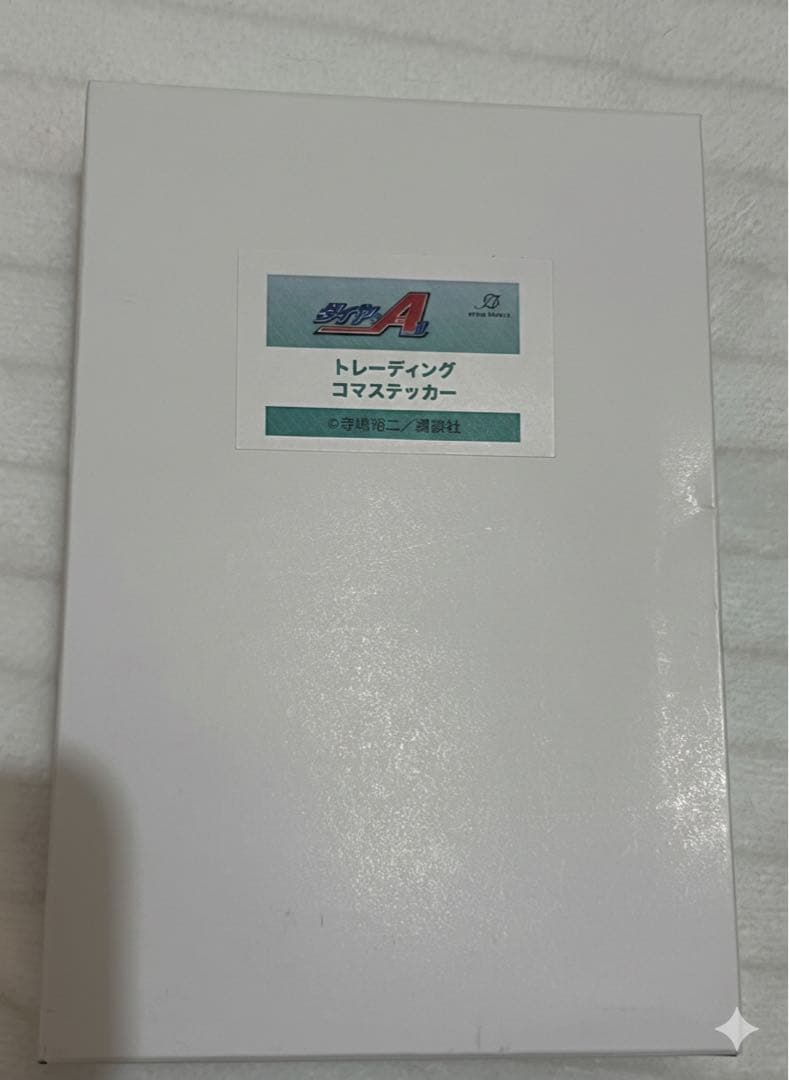 ダイヤのA
トレーディング
コマステッカー
©寺嶋裕二／講談社